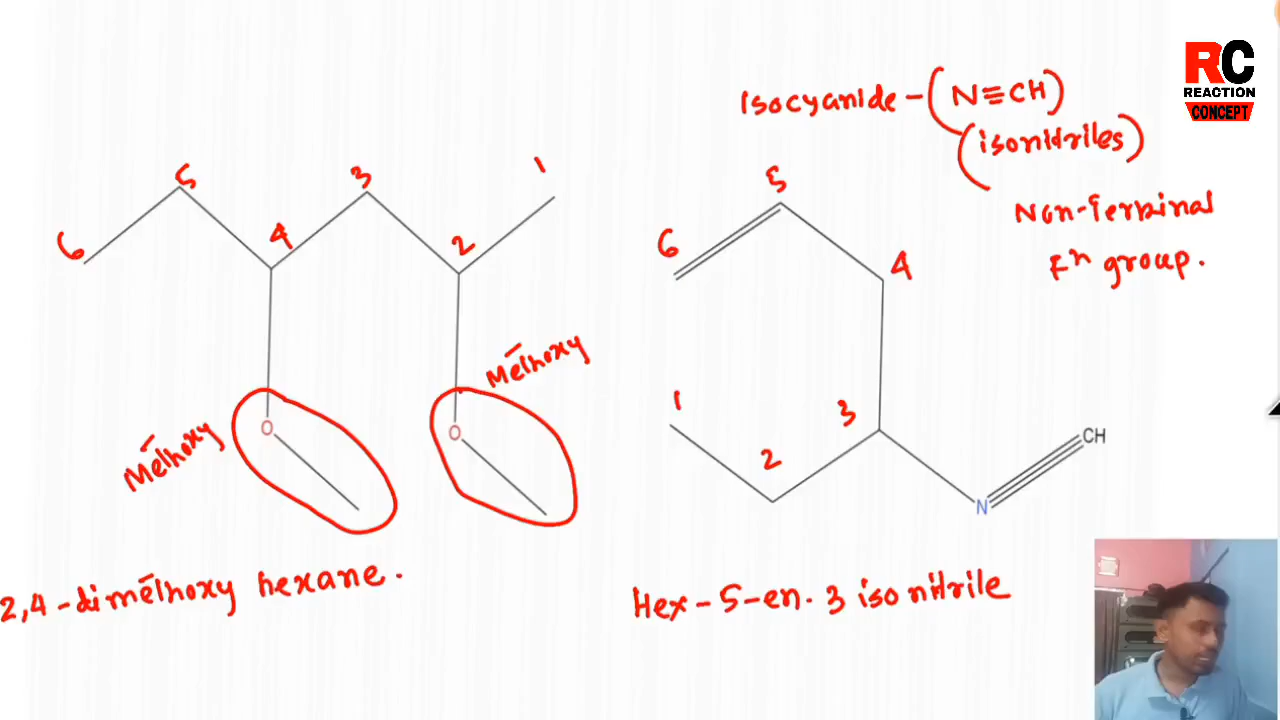 RC
REACTION
CONCEPT
Isocyanide - (N≡CH)
(isonitriles)
Non-Terminal
Fⁿ group.
6
5
4
3
2
1
O
O
Methoxy
Methoxy
2,4-dimethoxy hexane.
6
5
4
3
2
1
N
CH
Hex-5-en.3 isonitrile